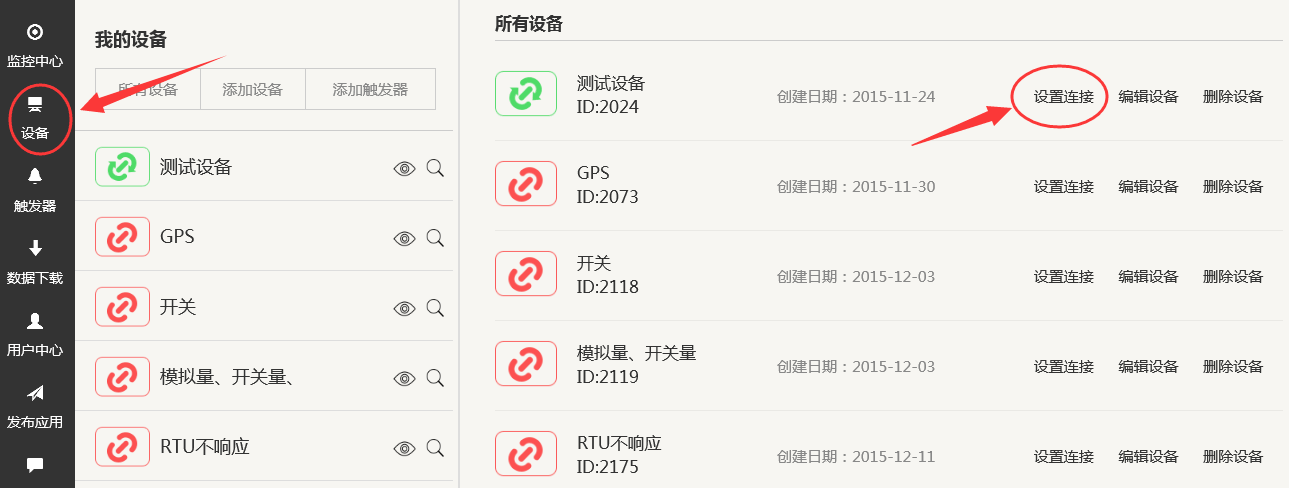 监控中心
设备
触发器
数据下载
用户中心
发布应用
我的设备
所有设备 添加设备 添加触发器
测试设备
GPS
开关
模拟量、开关量、
RTU不响应
所有设备
测试设备
ID:2024
创建日期：2015-11-24 设置连接 编辑设备 删除设备
GPS
ID:2073
创建日期：2015-11-30 设置连接 编辑设备 删除设备
开关
ID:2118
创建日期：2015-12-03 设置连接 编辑设备 删除设备
模拟量、开关量
ID:2119
创建日期：2015-12-03 设置连接 编辑设备 删除设备
RTU不响应
ID:2175
创建日期：2015-12-11 设置连接 编辑设备 删除设备